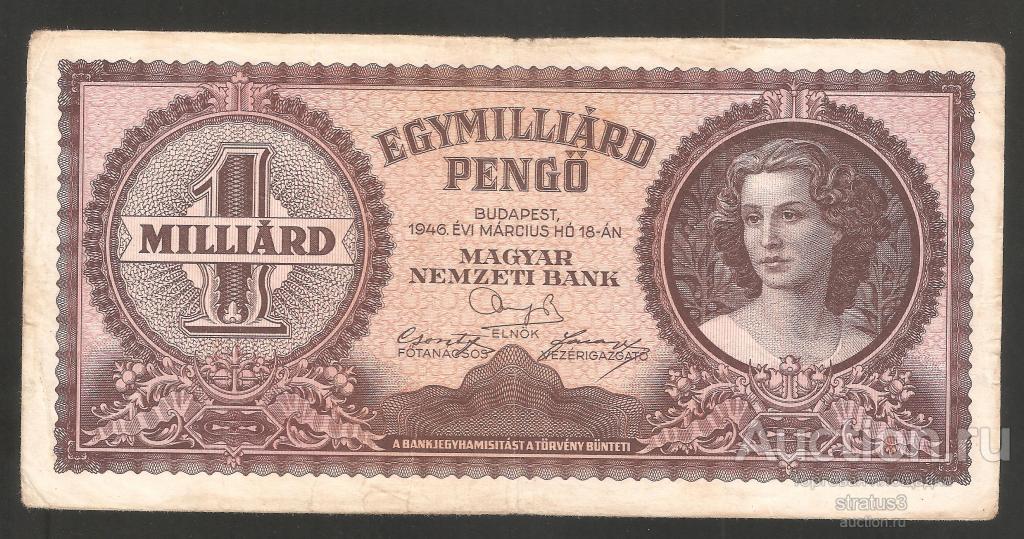 1
MILLIÁRD
EGYMILLIÁRD
PENGŐ
BUDAPEST,
1946. ÉVI MÁRCIUS HÓ 18-ÁN
MAGYAR
NEMZETI BANK
ELNÖK
FŐTANÁCSOS VEZÉRIGAZGATÓ
A BANKJEGYHAMISITÁST A TÖRVÉNY BÜNTETI
Auction.ru
stratus3
auction.ru